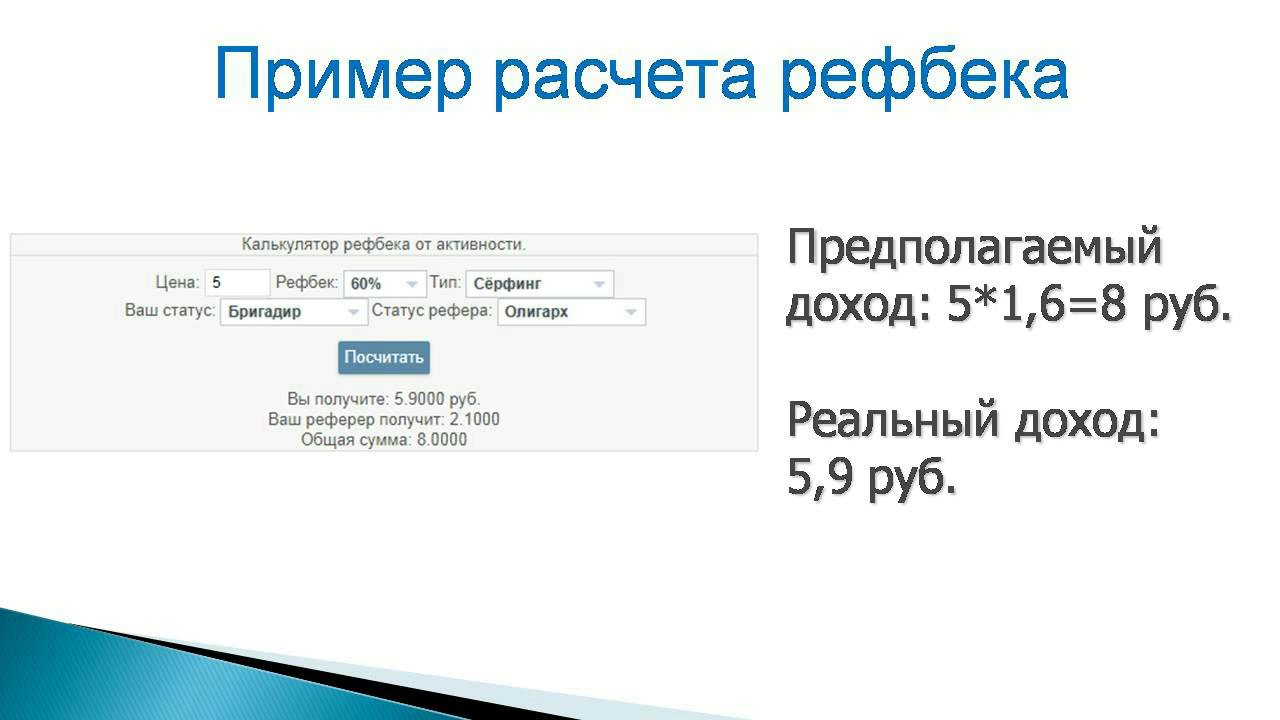 Пример расчета рефбека
Калькулятор рефбека от активности.
Цена: 5 Рефбек: 60% Тип: Сёрфинг
Ваш статус: Бригадир Статус рефера: Олигарх
Посчитать
Вы получите: 5.9000 руб.
Ваш реферер получит: 2.1000
Общая сумма: 8.0000
Предполагаемый
доход: 5*1,6=8 руб.
Реальный доход:
5,9 руб.